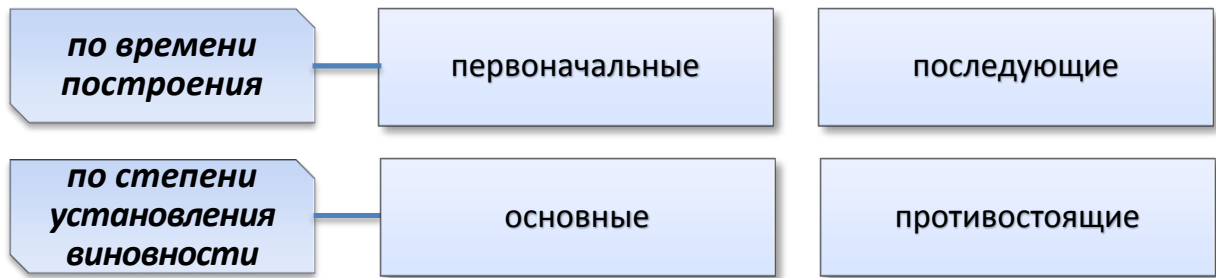 по времени
построения
первоначальные
последующие
по степени
установления
виновности
основные
противостоящие